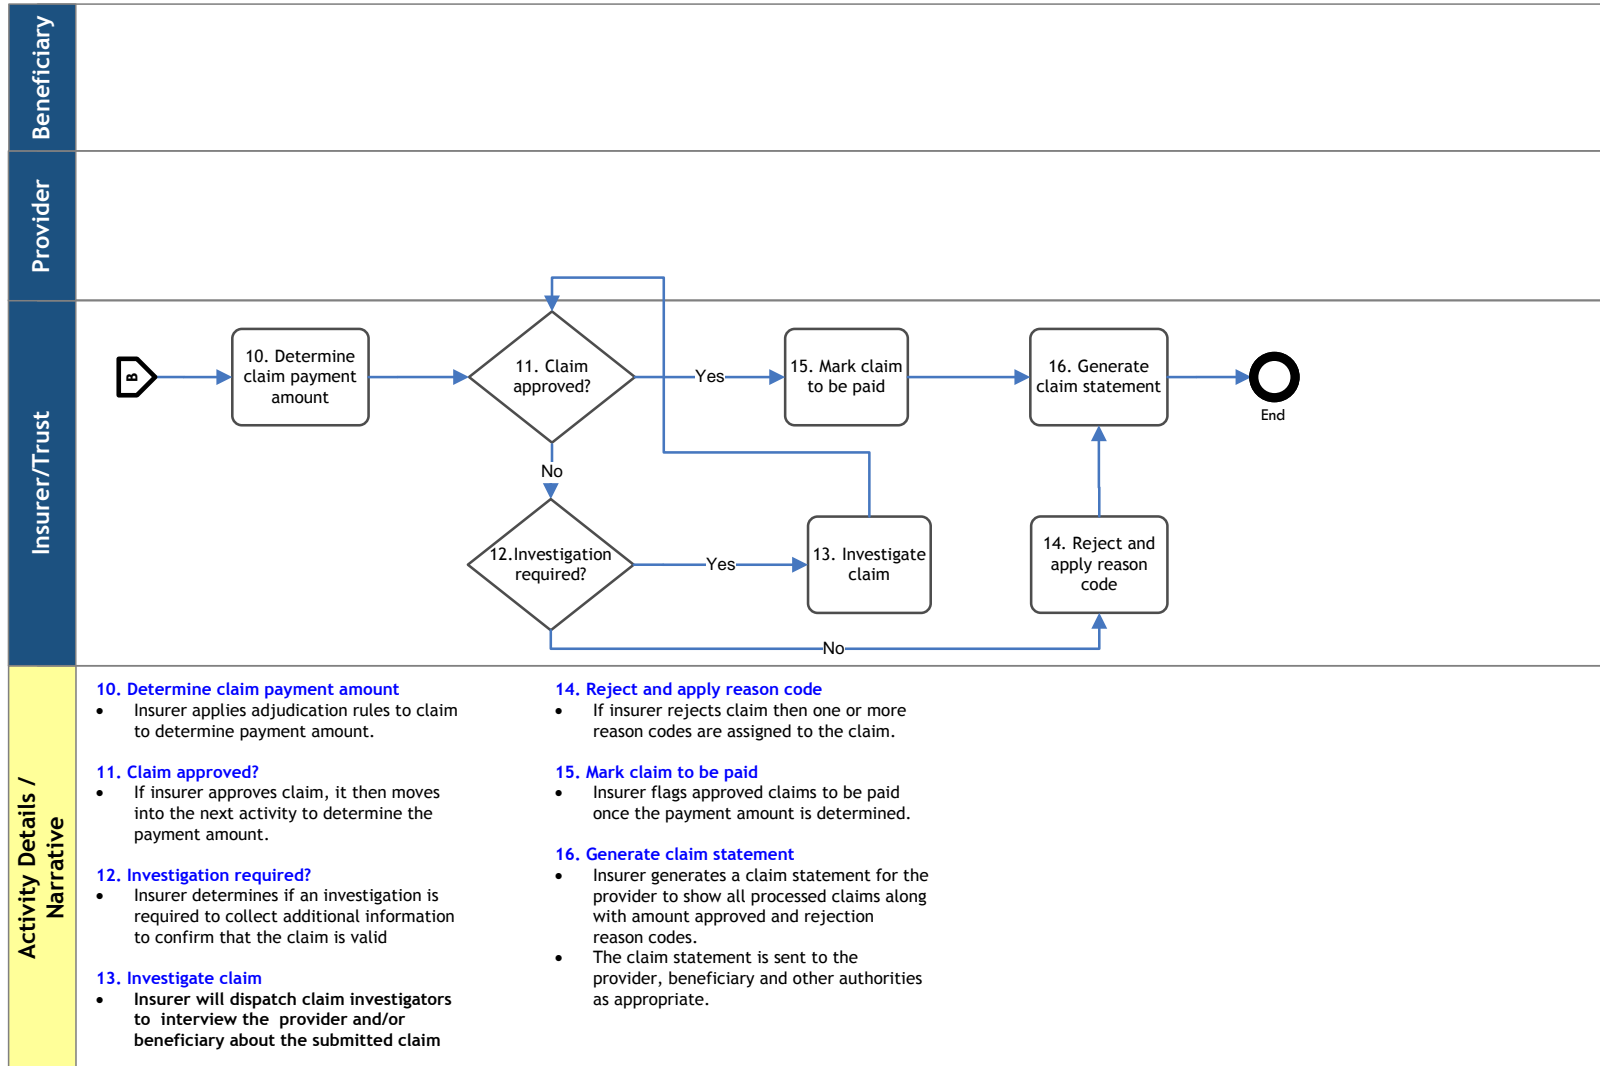 Beneficiary
Provider
Insurer/Trust
B
10. Determine
claim payment
amount
11. Claim
approved?
Yes
15. Mark claim
to be paid
16. Generate
claim statement
End
No
12.Investigation
required?
Yes
13. Investigate
claim
14. Reject and
apply reason
code
No
Activity Details /
Narrative
10. Determine claim payment amount
• Insurer applies adjudication rules to claim
to determine payment amount.
11. Claim approved?
• If insurer approves claim, it then moves
into the next activity to determine the
payment amount.
12. Investigation required?
• Insurer determines if an investigation is
required to collect additional information
to confirm that the claim is valid
13. Investigate claim
• Insurer will dispatch claim investigators
to interview the provider and/or
beneficiary about the submitted claim
14. Reject and apply reason code
• If insurer rejects claim then one or more
reason codes are assigned to the claim.
15. Mark claim to be paid
• Insurer flags approved claims to be paid
once the payment amount is determined.
16. Generate claim statement
• Insurer generates a claim statement for the
provider to show all processed claims along
with amount approved and rejection
reason codes.
• The claim statement is sent to the
provider, beneficiary and other authorities
as appropriate.